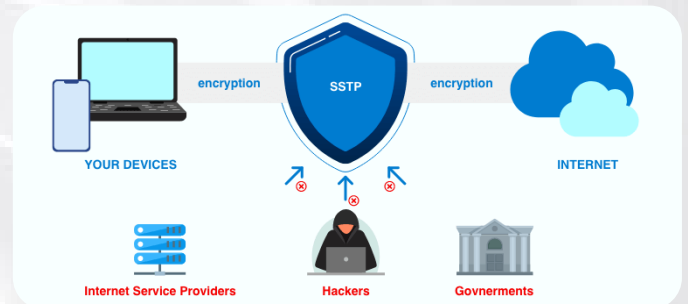 encryption
SSTP
encryption
YOUR DEVICES
INTERNET
Internet Service Providers
Hackers
Govnerments